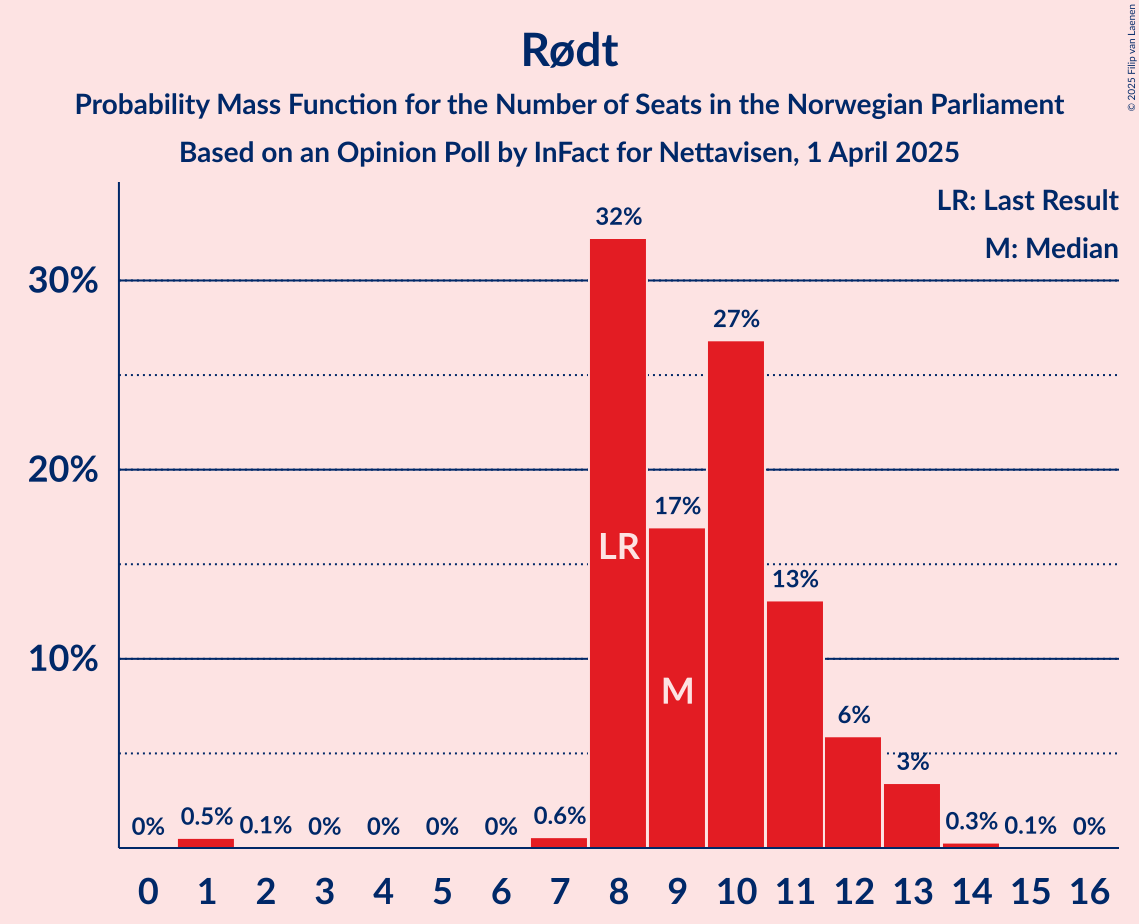 Rødt
Probability Mass Function for the Number of Seats in the Norwegian Parliament
Based on an Opinion Poll by InFact for Nettavisen, 1 April 2025
© 2025 Filip van Laenen
LR: Last Result
M: Median
30%
20%
10%
0%
0.5%
0.1%
0%
0%
0%
0%
0.6%
32%
17%
27%
13%
6%
3%
0.3%
0.1%
0%
LR
M
0 1 2 3 4 5 6 7 8 9 10 11 12 13 14 15 16